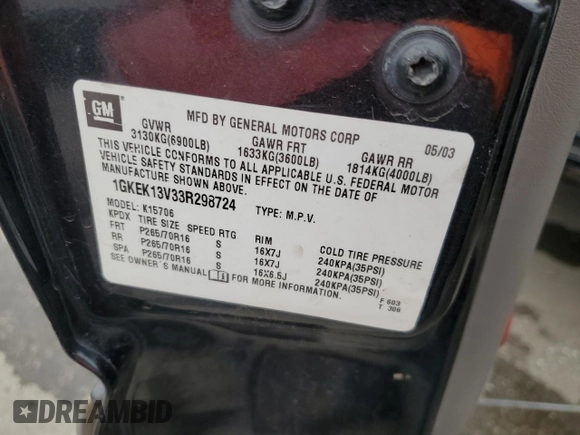 GM
MFD BY GENERAL MOTORS CORP 05/03
GVWR GAWR FRT GAWR RR
3130KG(6900LB) 1633KG(3600LB) 1814KG(4000LB)
THIS VEHICLE CONFORMS TO ALL APPLICABLE U.S. FEDERAL MOTOR
VEHICLE SAFETY STANDARDS IN EFFECT ON THE DATE OF
MANUFACTURE SHOWN ABOVE.
1GKEK13V33R298724 TYPE: M.P.V.
MODEL: K15706
KPDX TIRE SIZE SPEED RTG RIM COLD TIRE PRESSURE
FRT P265/70R16 S 16X7J 240KPA(35PSI)
RR P265/70R16 S 16X7J 240KPA(35PSI)
SPA P265/70R16 S 16X6.5J 240KPA(35PSI)
SEE OWNER'S MANUAL FOR MORE INFORMATION.
F 603
T 306
DREAMBID